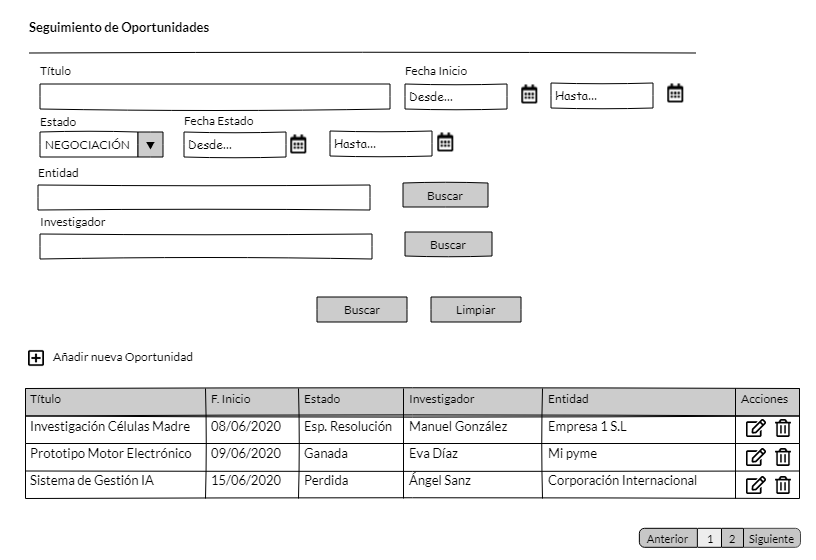 Seguimiento de Oportunidades
Título Fecha Inicio
Desde... Hasta...
Estado Fecha Estado
NEGOCIACIÓN Desde... Hasta...
Entidad
Buscar
Investigador
Buscar
Buscar Limpiar
Añadir nueva Oportunidad
Título F. Inicio Estado Investigador Entidad Acciones
Investigación Células Madre 08/06/2020 Esp. Resolución Manuel González Empresa 1 S.L
Prototipo Motor Electrónico 09/06/2020 Ganada Eva Díaz Mi pyme
Sistema de Gestión IA 15/06/2020 Perdida Ángel Sanz Corporación Internacional
Anterior 1 2 Siguiente